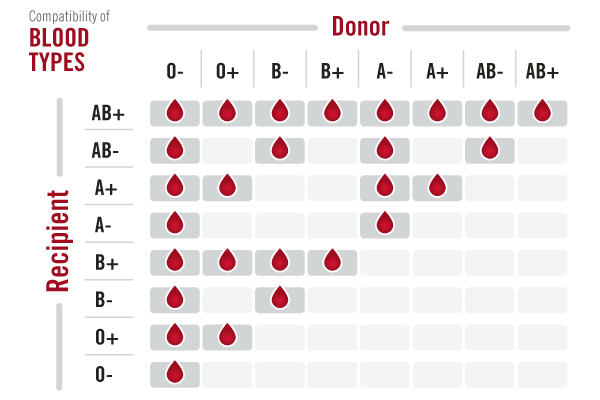 Compatibility of
BLOOD
TYPES
Donor
O- O+ B- B+ A- A+ AB- AB+
Recipient
AB+
AB-
A+
A-
B+
B-
O+
O-